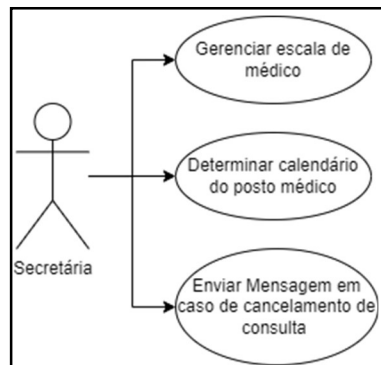 Gerenciar escala de
médico
Determinar calendário
do posto médico
Secretária
Enviar Mensagem em
caso de cancelamento de
consulta